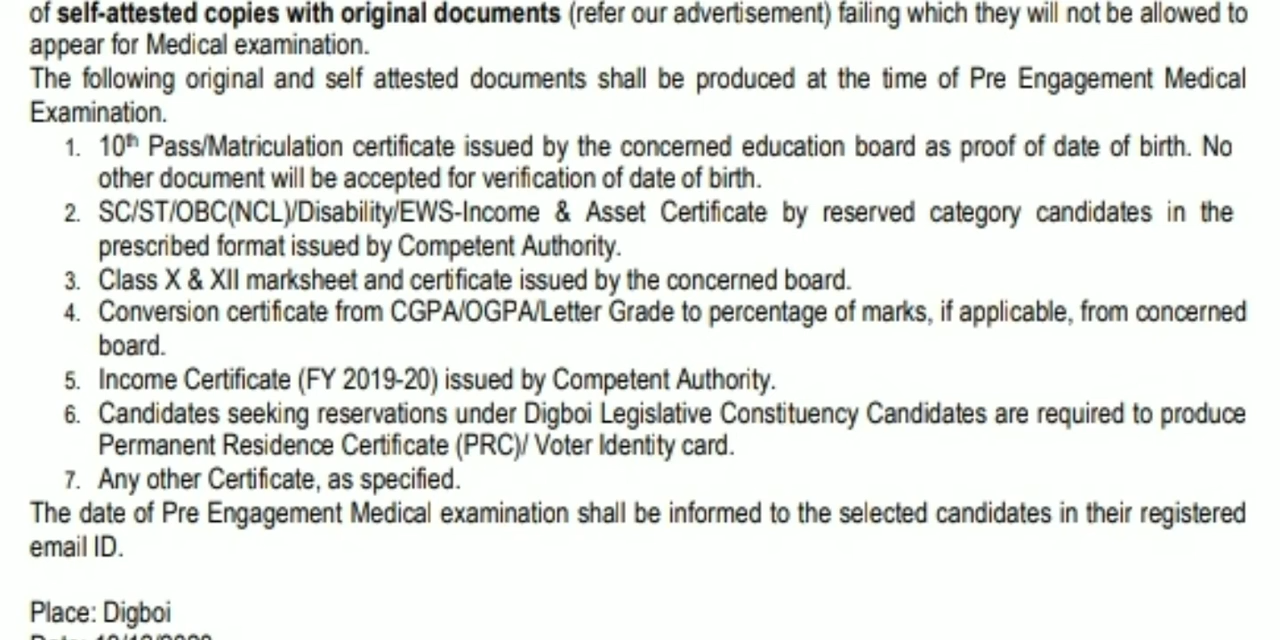 of self-attested copies with original documents (refer our advertisement) failing which they will not be allowed to
appear for Medical examination.
The following original and self attested documents shall be produced at the time of Pre Engagement Medical
Examination.
1. 10th Pass/Matriculation certificate issued by the concerned education board as proof of date of birth. No
other document will be accepted for verification of date of birth.
2. SC/ST/OBC(NCL)/Disability/EWS-Income & Asset Certificate by reserved category candidates in the
prescribed format issued by Competent Authority.
3. Class X & XII marksheet and certificate issued by the concerned board.
4. Conversion certificate from CGPA/OGPA/Letter Grade to percentage of marks, if applicable, from concerned
board.
5. Income Certificate (FY 2019-20) issued by Competent Authority.
6. Candidates seeking reservations under Digboi Legislative Constituency Candidates are required to produce
Permanent Residence Certificate (PRC)/ Voter Identity card.
7. Any other Certificate, as specified.
The date of Pre Engagement Medical examination shall be informed to the selected candidates in their registered
email ID.
Place: Digboi